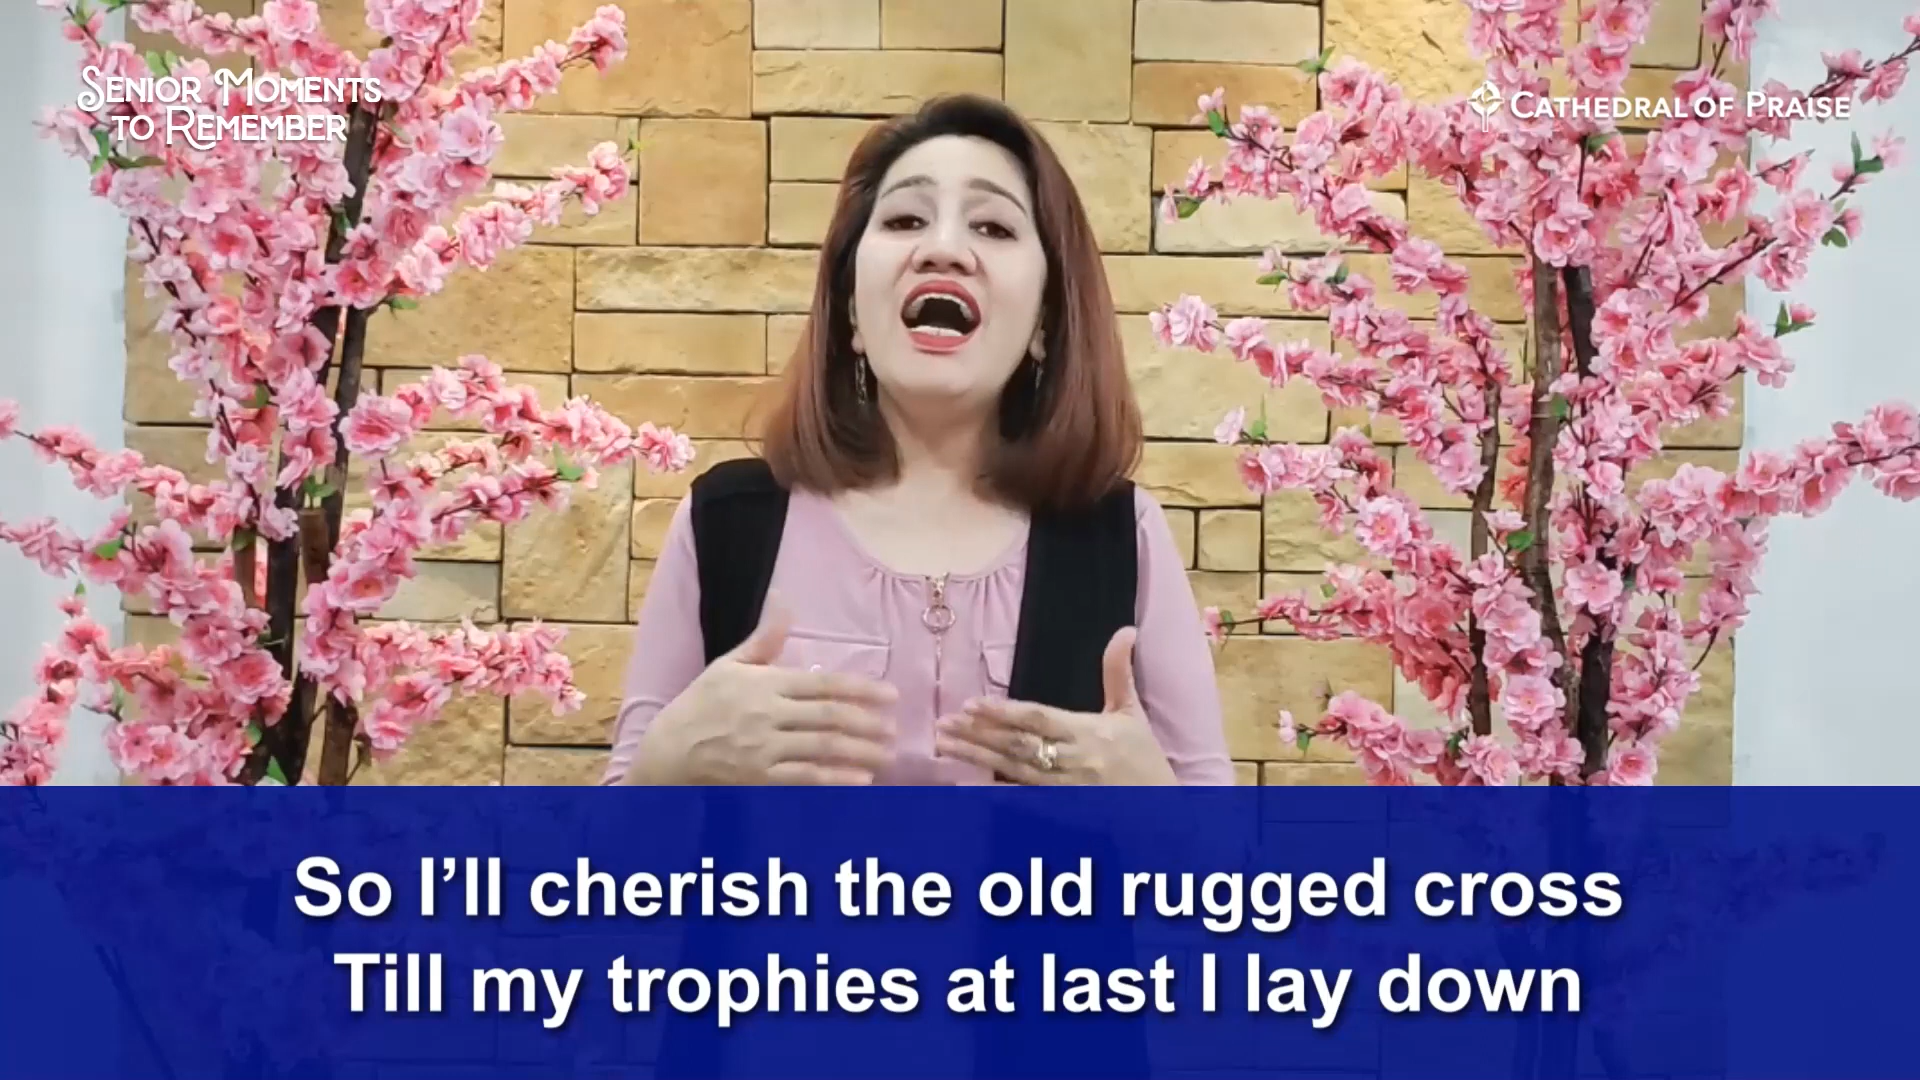 Senior Moments
to Remember
Cathedral of Praise
So I’ll cherish the old rugged cross
Till my trophies at last I lay down